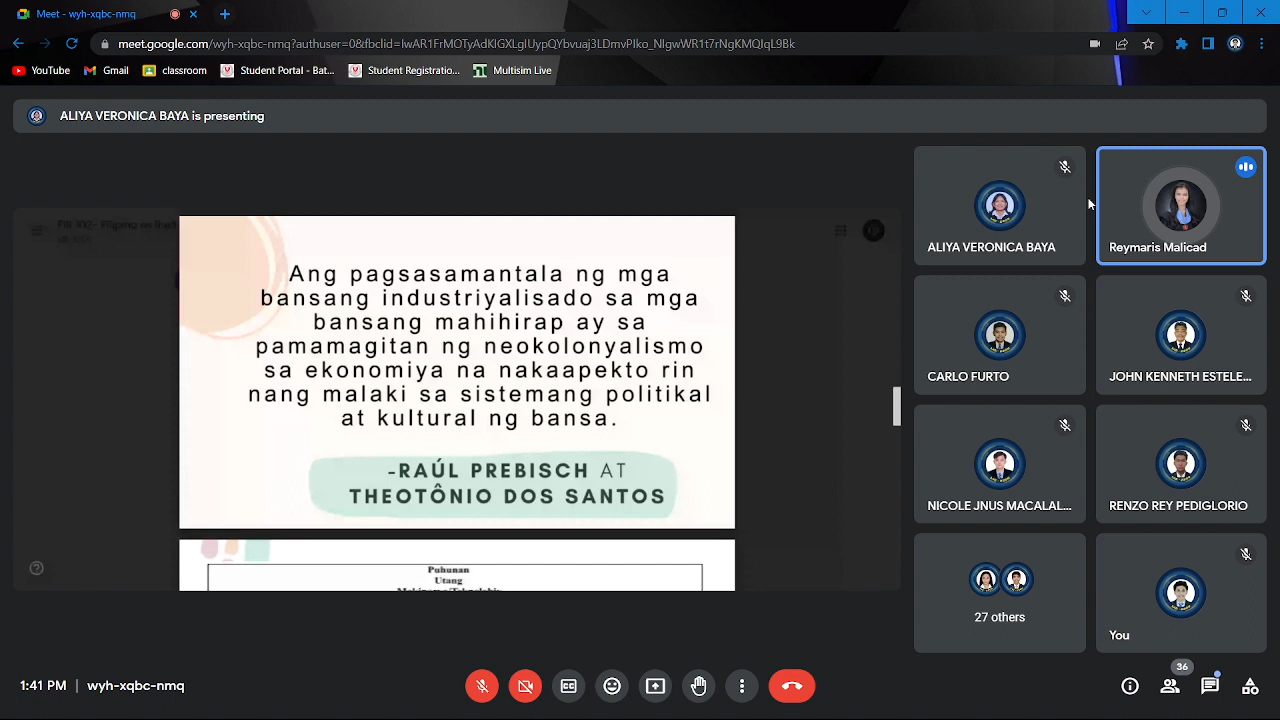 Meet - wyh-xqbc-nmq
meet.google.com/wyh-xqbc-nmq?authuser=0&fbclid=IwAR1FrMOTyAdKIGXLgIUypQYbvuaj3LDmvPIko_NIgwWR1t7rNgKMQIqL9Bk
YouTube
Gmail
classroom
Student Portal - Bat...
Student Registratio...
Multisim Live
ALIYA VERONICA BAYA is presenting
Ang pagsasamantala ng mga
bansang industriyalisado sa mga
bansang mahihirap ay sa
pamamagitan ng neokolonyalismo
sa ekonomiya na nakaapekto rin
nang malaki sa sistemang politikal
at kultural ng bansa.
-RAÚL PREBISCH AT
THEOTÔNIO DOS SANTOS
Puhunan
Utang
ALIYA VERONICA BAYA
Reymaris Malicad
CARLO FURTO
JOHN KENNETH ESTELE...
NICOLE JNUS MACALAL...
RENZO REY PEDIGLORIO
27 others
You
1:41 PM | wyh-xqbc-nmq
36